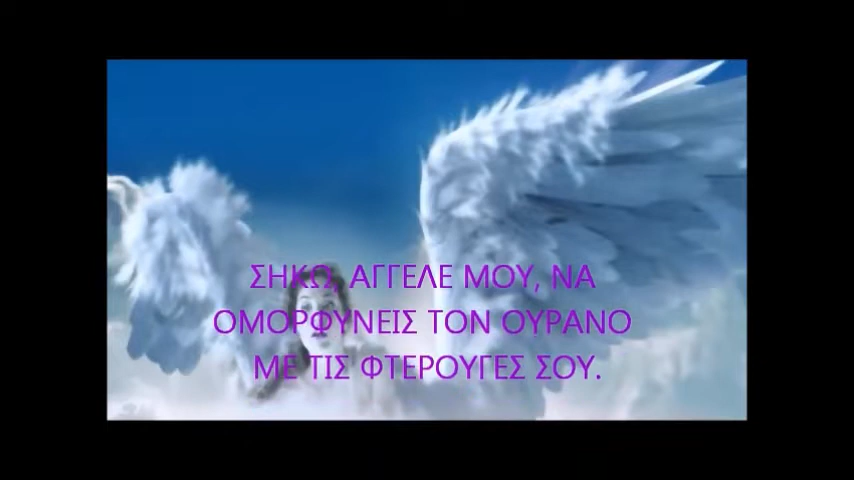 ΣΗΚΩ, ΑΓΓΕΛΕ ΜΟΥ, ΝΑ
ΟΜΟΡΦΥΝΕΙΣ ΤΟΝ ΟΥΡΑΝΟ
ΜΕ ΤΙΣ ΦΤΕΡΟΥΓΕΣ ΣΟΥ.